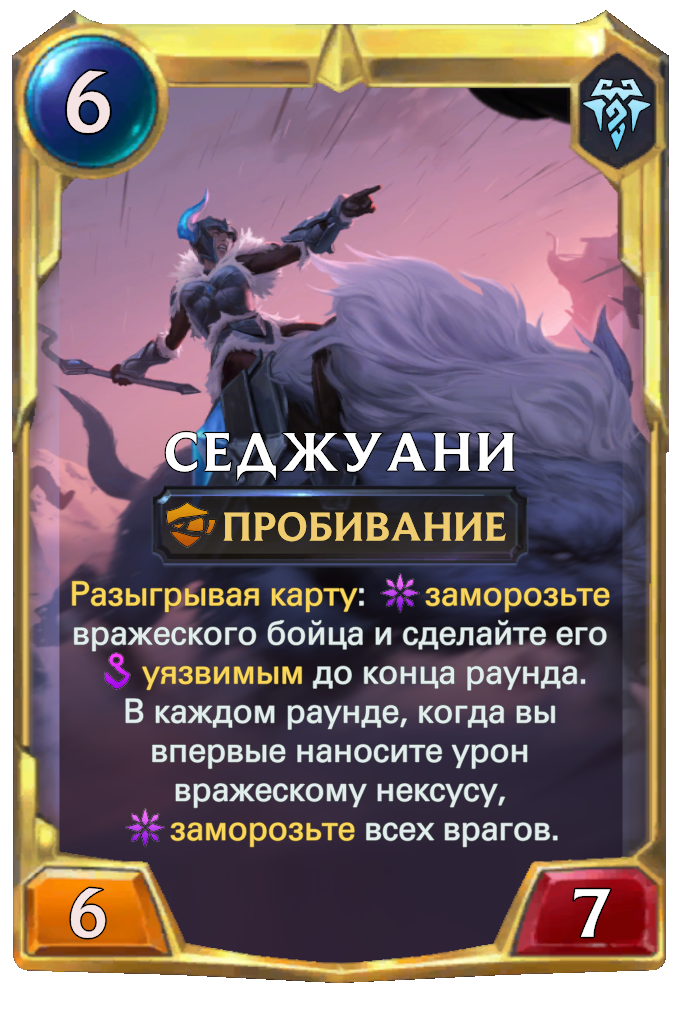 6
СЕДЖУАНИ
ПРОБИВАНИЕ
Разыгрывая карту: заморозьте
вражеского бойца и сделайте его
уязвимым до конца раунда.
В каждом раунде, когда вы
впервые наносите урон
вражескому нексусу,
заморозьте всех врагов.
6
7